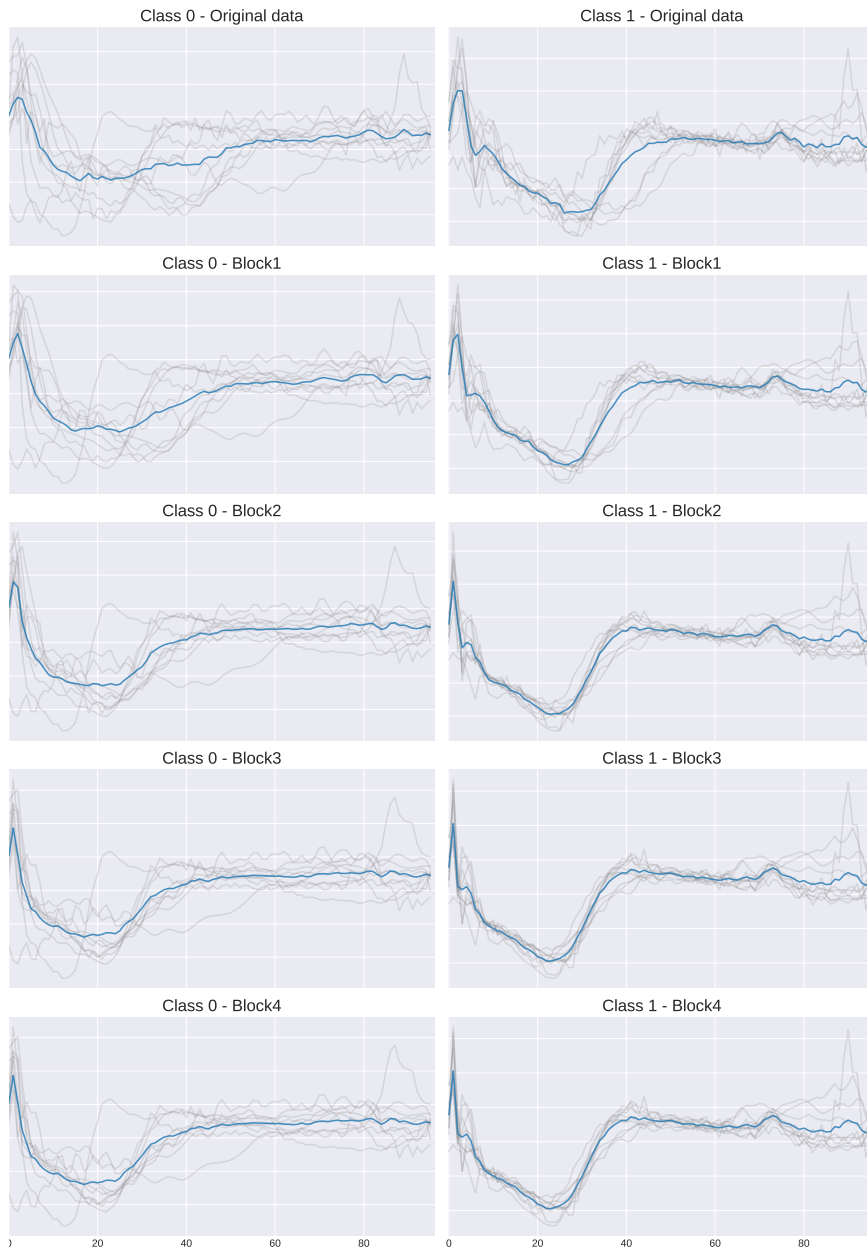 Class 0 - Original data
Class 1 - Original data
Class 0 - Block1
Class 1 - Block1
Class 0 - Block2
Class 1 - Block2
Class 0 - Block3
Class 1 - Block3
Class 0 - Block4
Class 1 - Block4
20 40 60 80
0 20 40 60 80